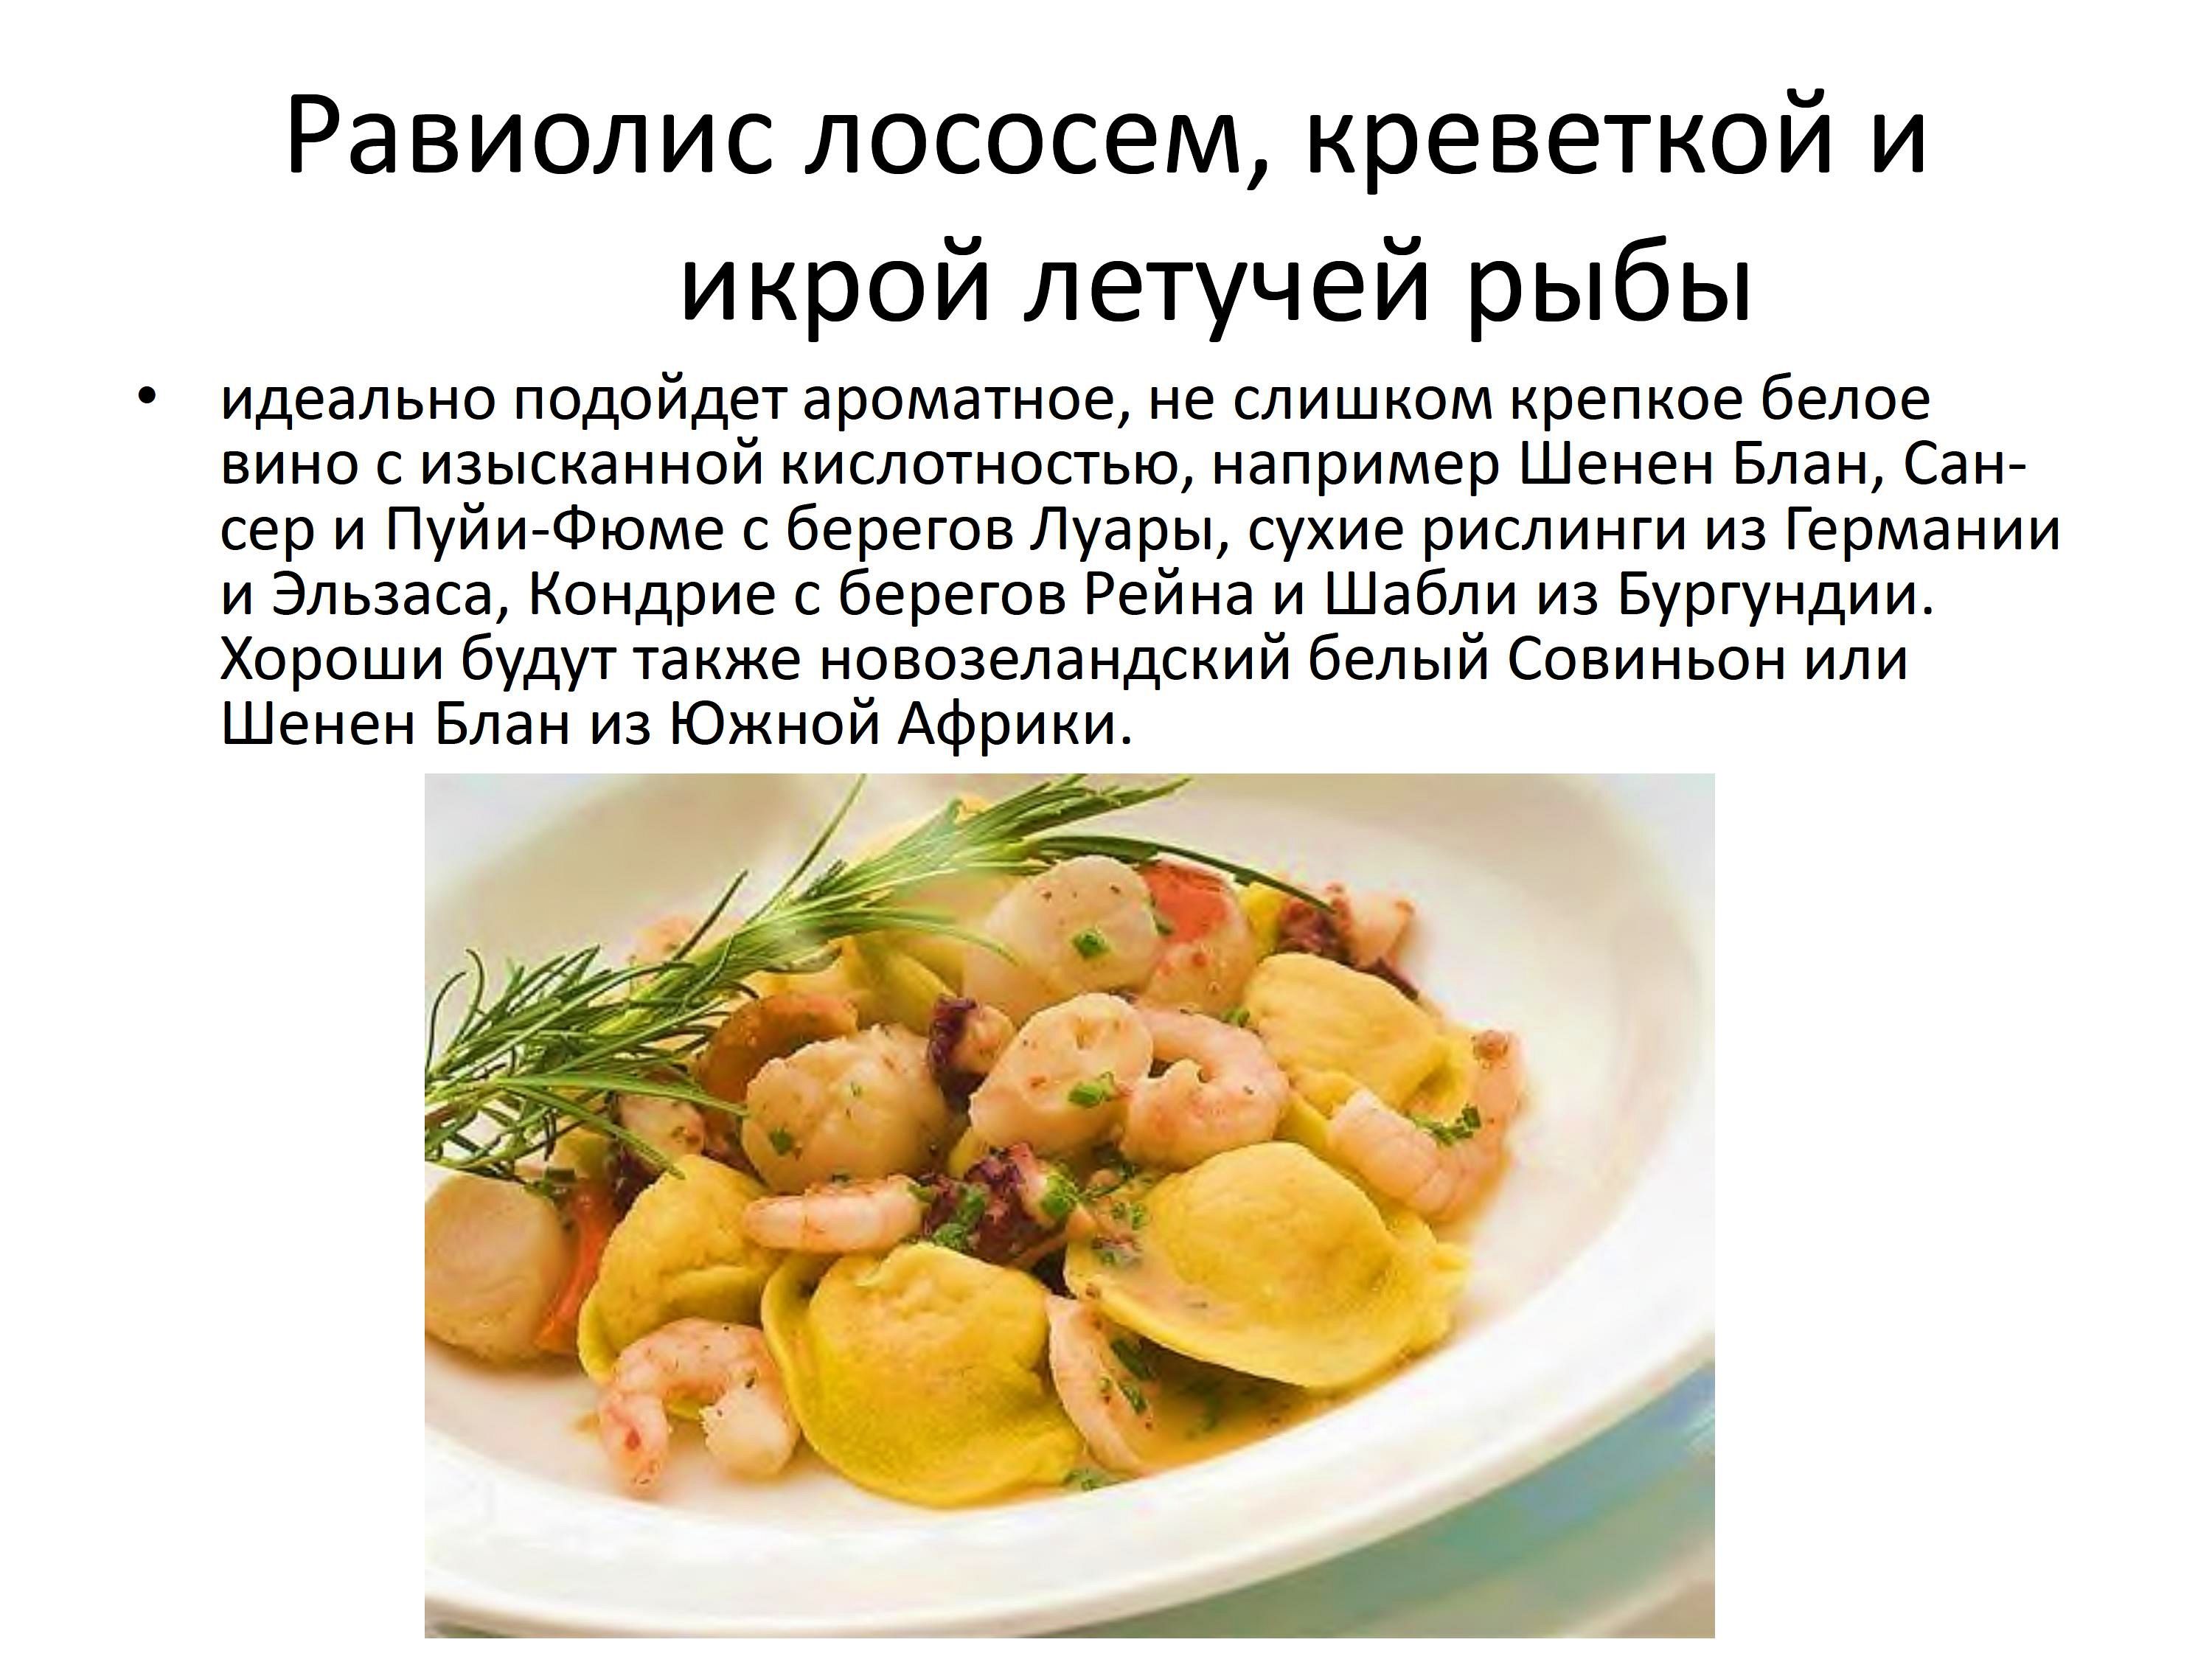 Равиолис лососем, креветкой и
икрой летучей рыбы
• идеально подойдет ароматное, не слишком крепкое белое
вино с изысканной кислотностью, например Шенен Блан, Сан-
сер и Пуйи-Фюме с берегов Луары, сухие рислинги из Германии
и Эльзаса, Кондрие с берегов Рейна и Шабли из Бургундии.
Хороши будут также новозеландский белый Совиньон или
Шенен Блан из Южной Африки.